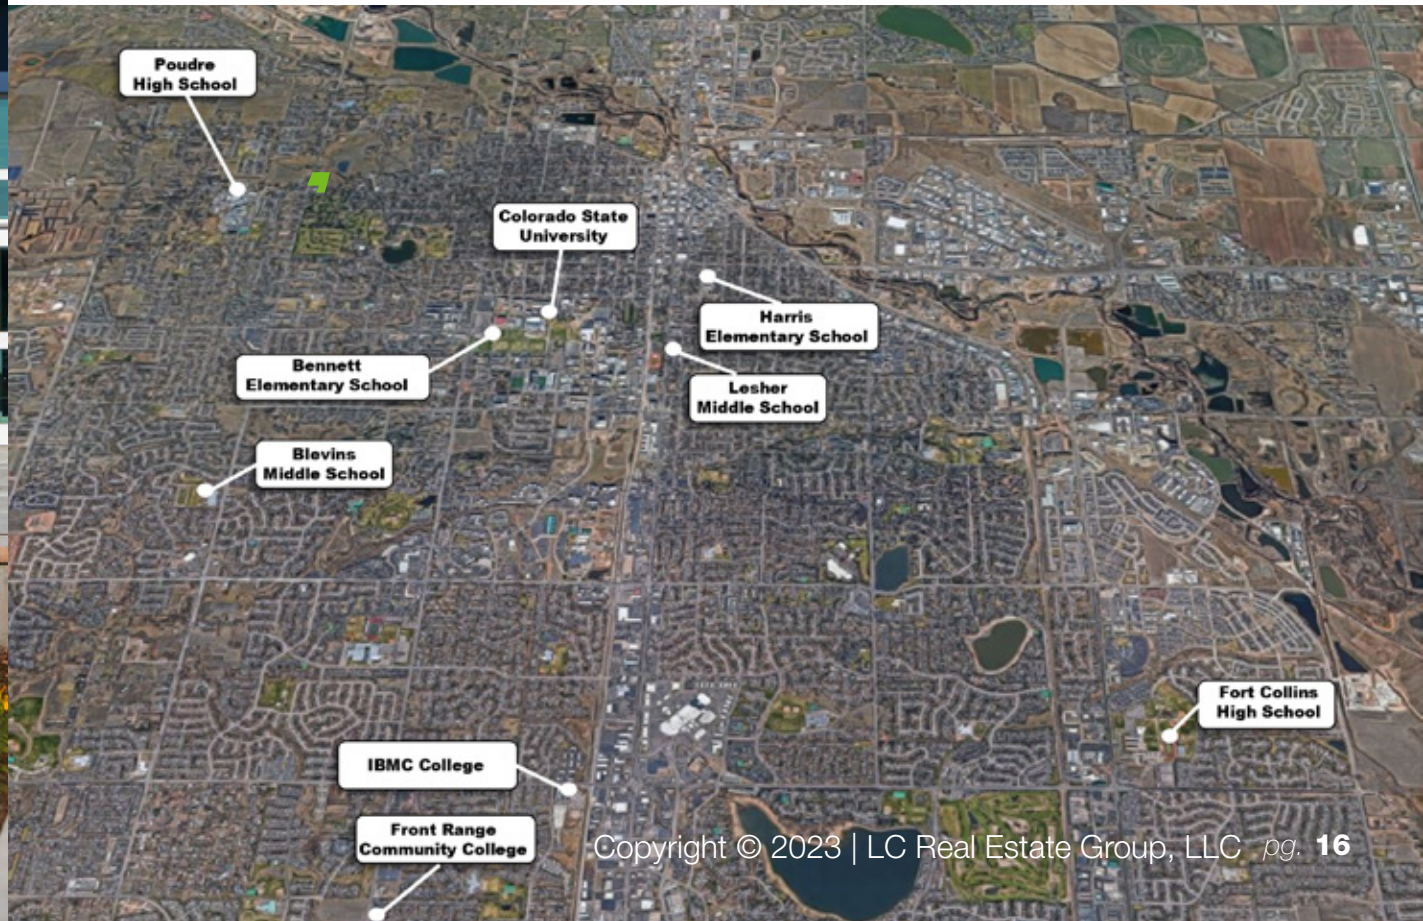 Poudre
High School
Colorado State
University
Harris
Elementary School
Bennett
Elementary School
Lesher
Middle School
Blevins
Middle School
Fort Collins
High School
IBMC College
Front Range
Community College
Copyright © 2023 | LC Real Estate Group, LLC pg. 16